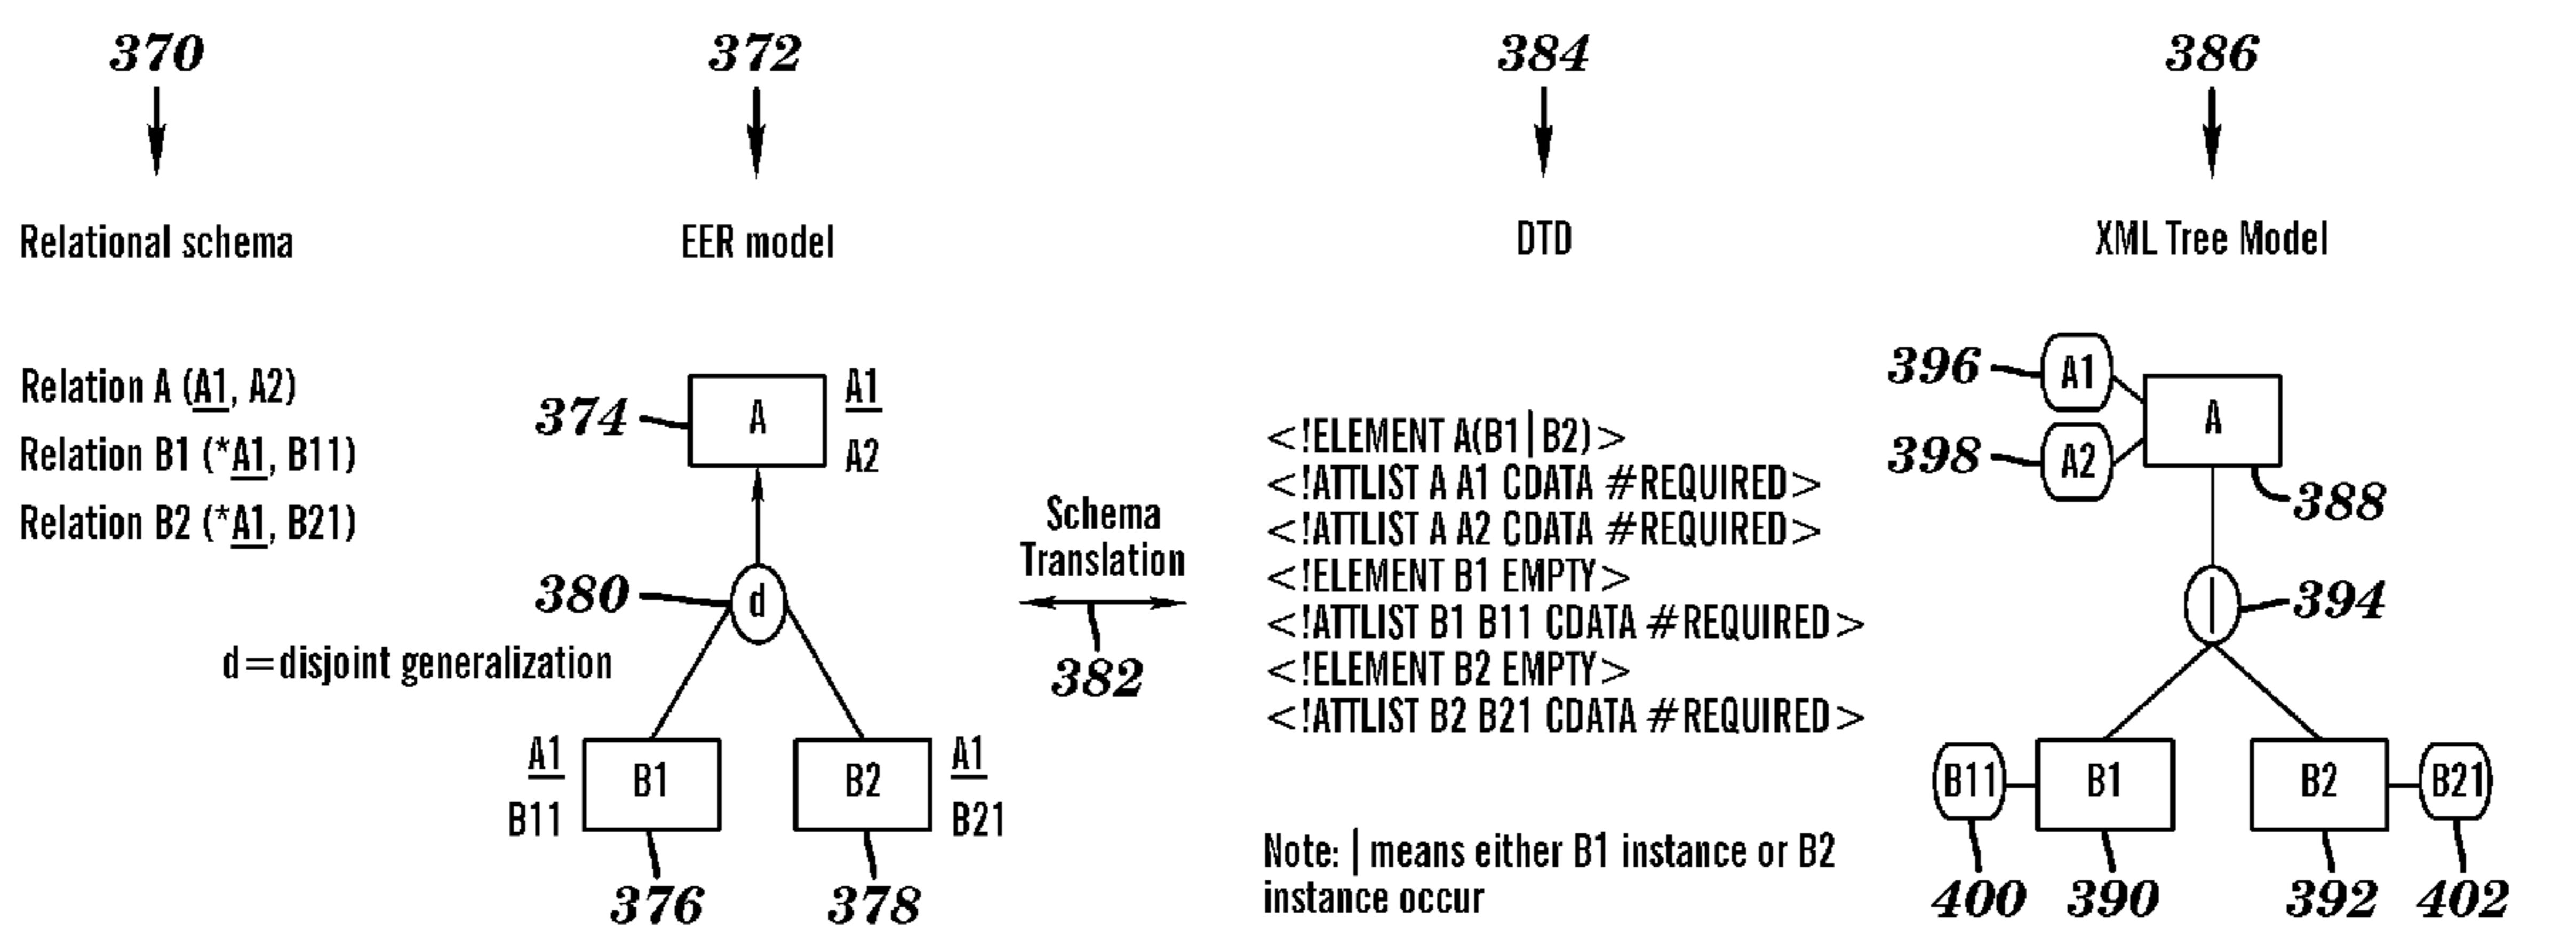 370
372
384
386
Relational schema
EER model
DTD
XML Tree Model
Relation A (A1, A2)
Relation B1 (*A1, B11)
Relation B2 (*A1, B21)
374
A
A1
A2
380
d
d=disjoint generalization
A1
B11
B1
B2
A1
B21
376
378
Schema
Translation
382
<!ELEMENT A(B1|B2)>
<!ATTLIST A A1 CDATA #REQUIRED>
<!ATTLIST A A2 CDATA #REQUIRED>
<!ELEMENT B1 EMPTY>
<!ATTLIST B1 B11 CDATA #REQUIRED>
<!ELEMENT B2 EMPTY>
<!ATTLIST B2 B21 CDATA #REQUIRED>
Note: | means either B1 instance or B2
instance occur
396
A1
398
A2
A
388
|
394
B11
B1
B2
B21
400
390
392
402